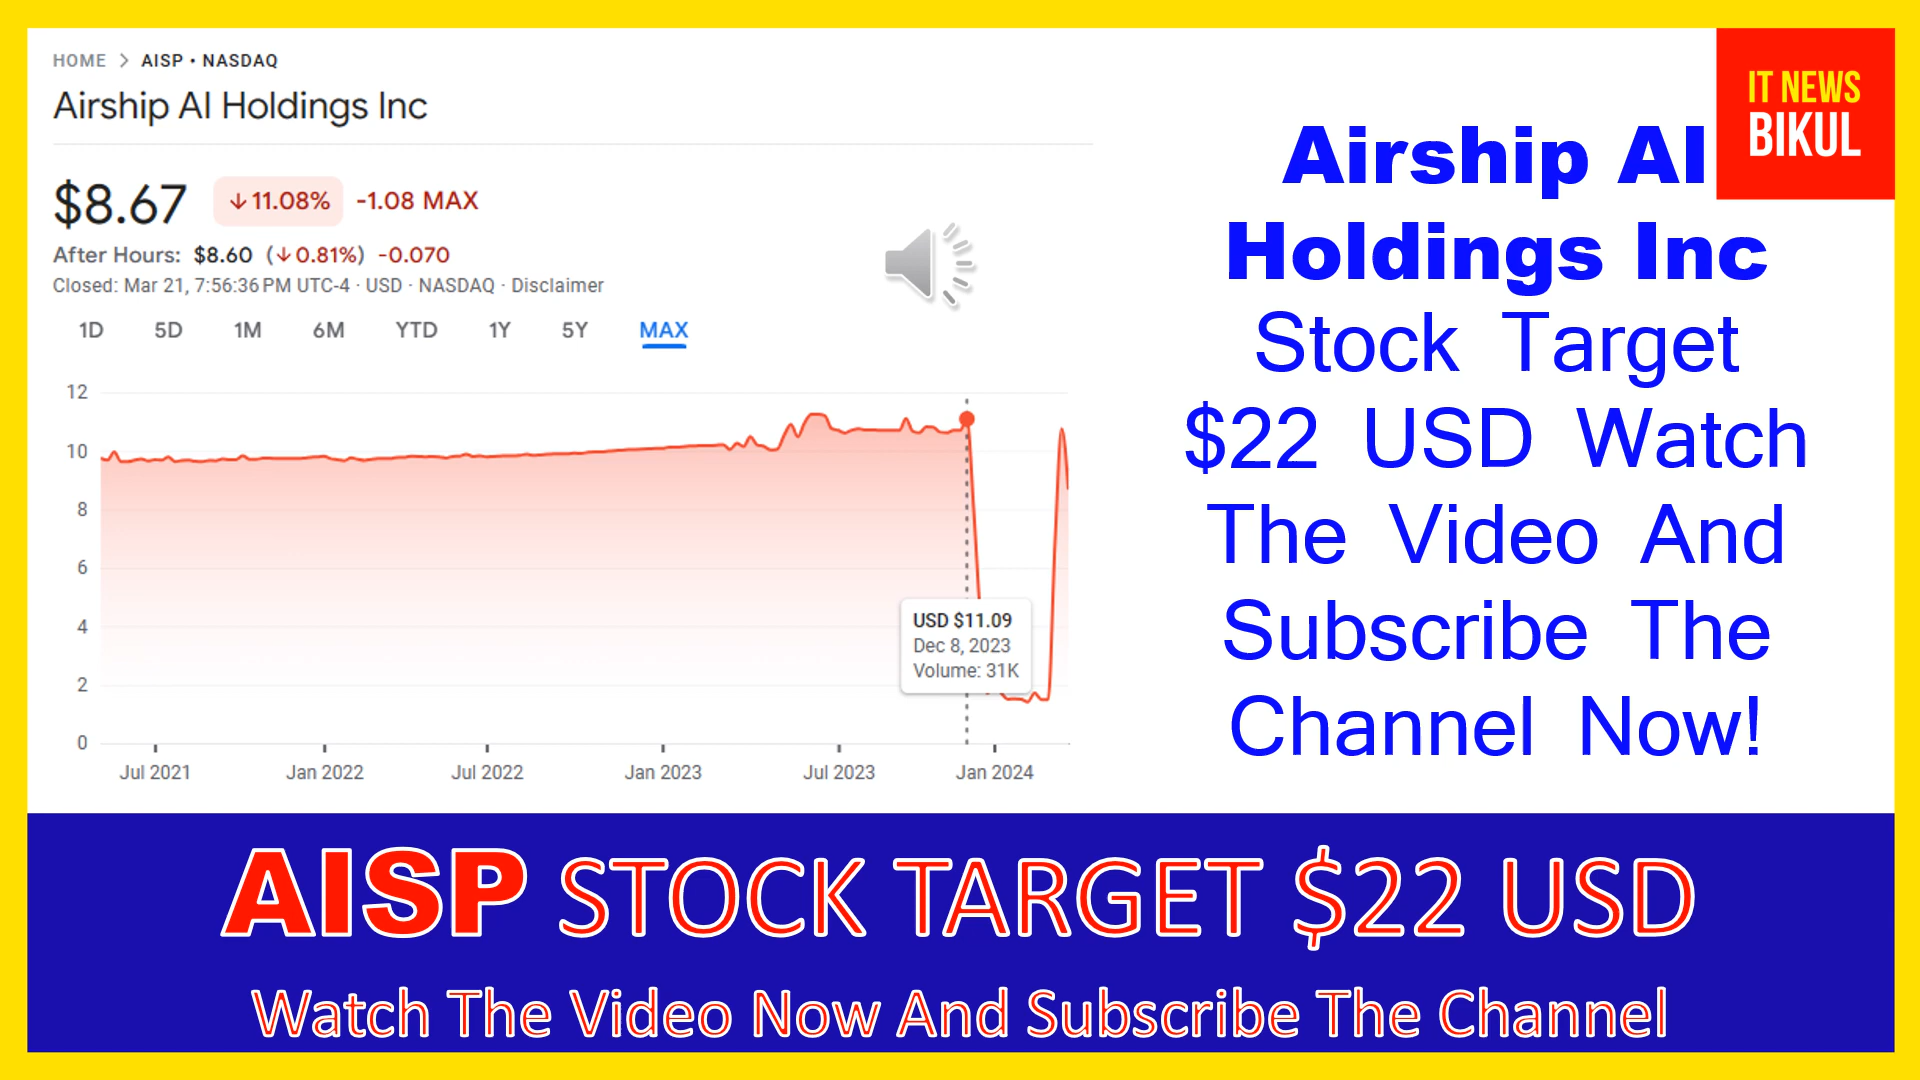 HOME > AISP • NASDAQ
Airship AI Holdings Inc
$8.67 ↓11.08% -1.08 MAX
After Hours: $8.60 (↓0.81%) -0.070
Closed: Mar 21, 7:56:36 PM UTC-4 · USD · NASDAQ · Disclaimer
1D 5D 1M 6M YTD 1Y 5Y MAX
12
10
8
6
4
2
0
USD $11.09
Dec 8, 2023
Volume: 31K
Jul 2021 Jan 2022 Jul 2022 Jan 2023 Jul 2023 Jan 2024
IT NEWS
BIKUL
Airship AI
Holdings Inc
Stock Target
$22 USD Watch
The Video And
Subscribe The
Channel Now!
AISP STOCK TARGET $22 USD
Watch The Video Now And Subscribe The Channel